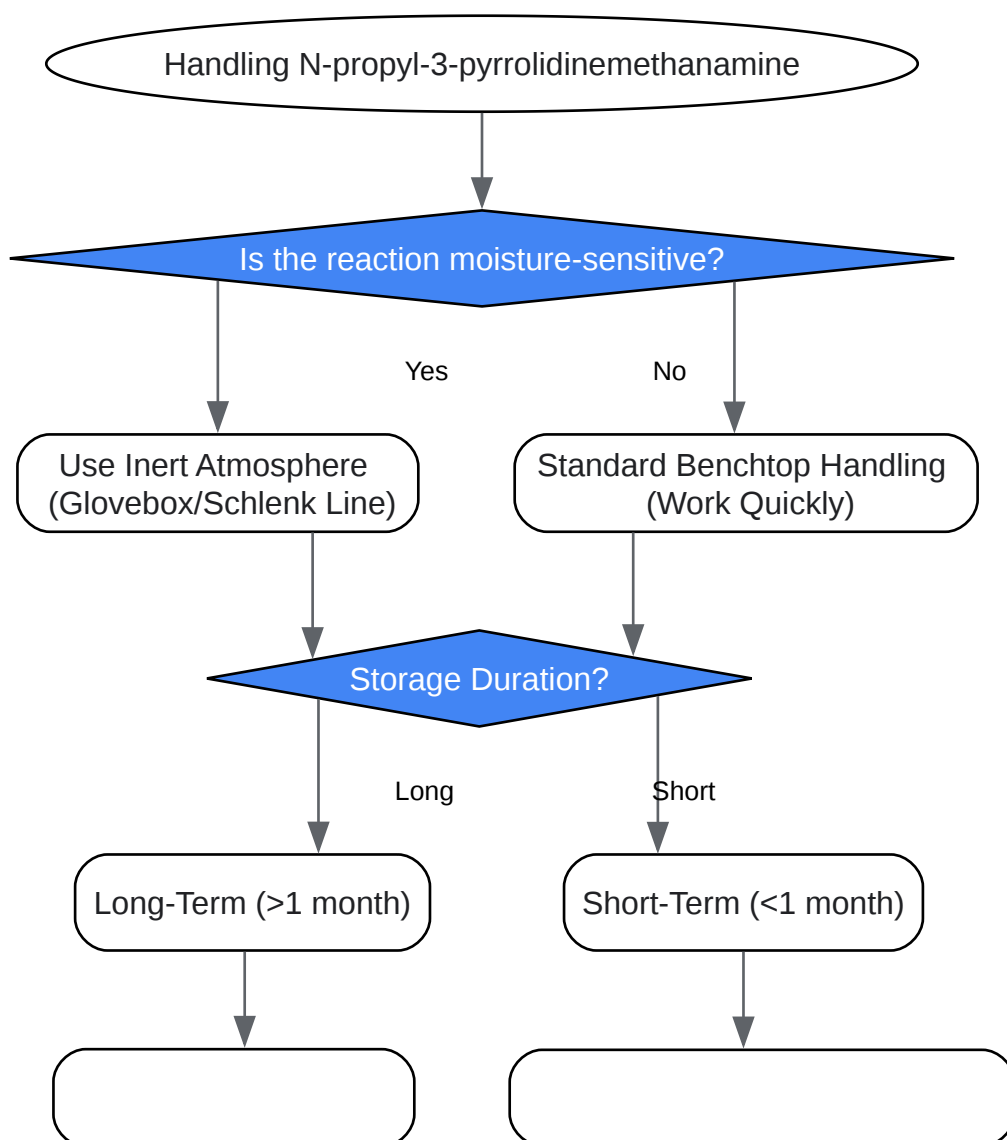 Handling N-propyl-3-pyrrolidinemethanamine
Is the reaction moisture-sensitive?
Yes
No
Use Inert Atmosphere
(Glovebox/Schlenk Line)
Standard Benchtop Handling
(Work Quickly)
Storage Duration?
Long
Short
Long-Term (>1 month)
Short-Term (<1 month)